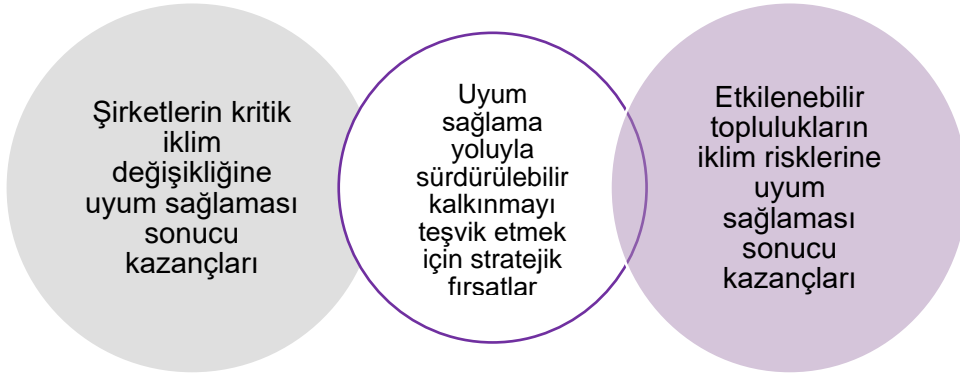 Şirketlerin kritik
iklim
değişikliğine
uyum sağlaması
sonucu
kazançları
Uyum
sağlama
yoluyla
sürdürülebilir
kalkınmayı
teşvik etmek
için stratejik
fırsatlar
Etkilenebilir
toplulukların
iklim risklerine
uyum
sağlaması
sonucu
kazançları